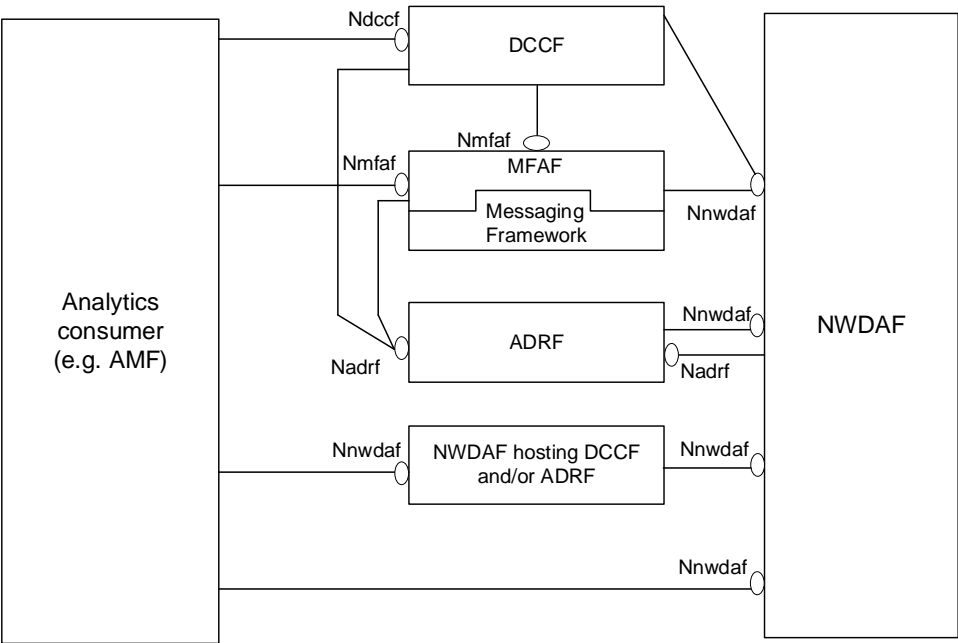 Ndccf
DCCF
Nmfaf
Nmfaf
MFAF
Nnwdaf
Messaging
Framework
Analytics
consumer
(e.g. AMF)
Nnwdaf
ADRF
NWDAF
Nadrf
Nadrf
Nnwdaf
NWDAF hosting DCCF
and/or ADRF
Nnwdaf
Nnwdaf